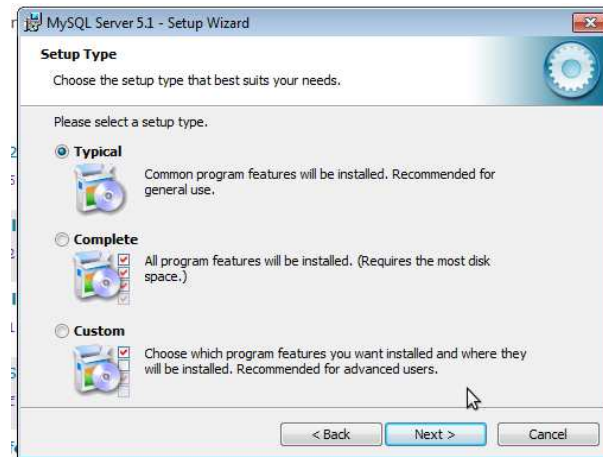 MySQL Server 5.1 - Setup Wizard
Setup Type
Choose the setup type that best suits your needs.
Please select a setup type.
Typical
Common program features will be installed. Recommended for
general use.
Complete
All program features will be installed. (Requires the most disk
space.)
Custom
Choose which program features you want installed and where they
will be installed. Recommended for advanced users.
< Back
Next >
Cancel